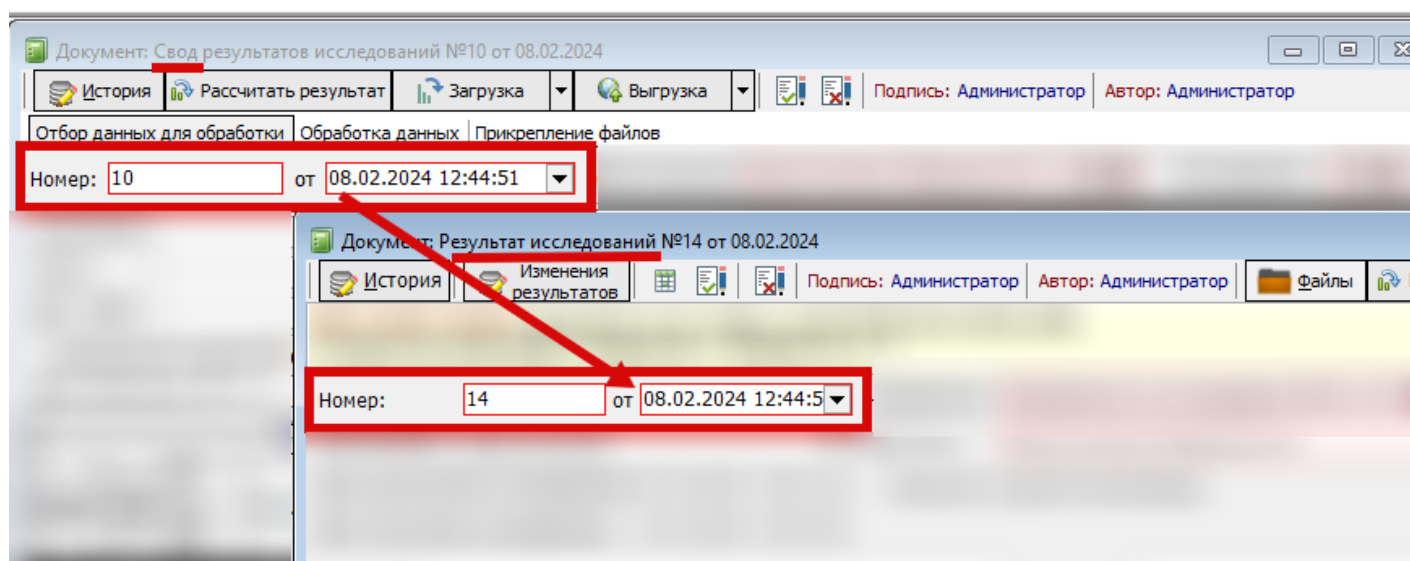 Документ: Свод результатов исследований №10 от 08.02.2024
История Рассчитать результат Загрузка Выгрузка Подпись: Администратор Автор: Администратор
Отбор данных для обработки Обработка данных Прикрепление файлов
Номер: 10 от 08.02.2024 12:44:51
Документ: Результат исследований №14 от 08.02.2024
История Изменения результатов Подпись: Администратор Автор: Администратор Файлы
Номер: 14 от 08.02.2024 12:44:5